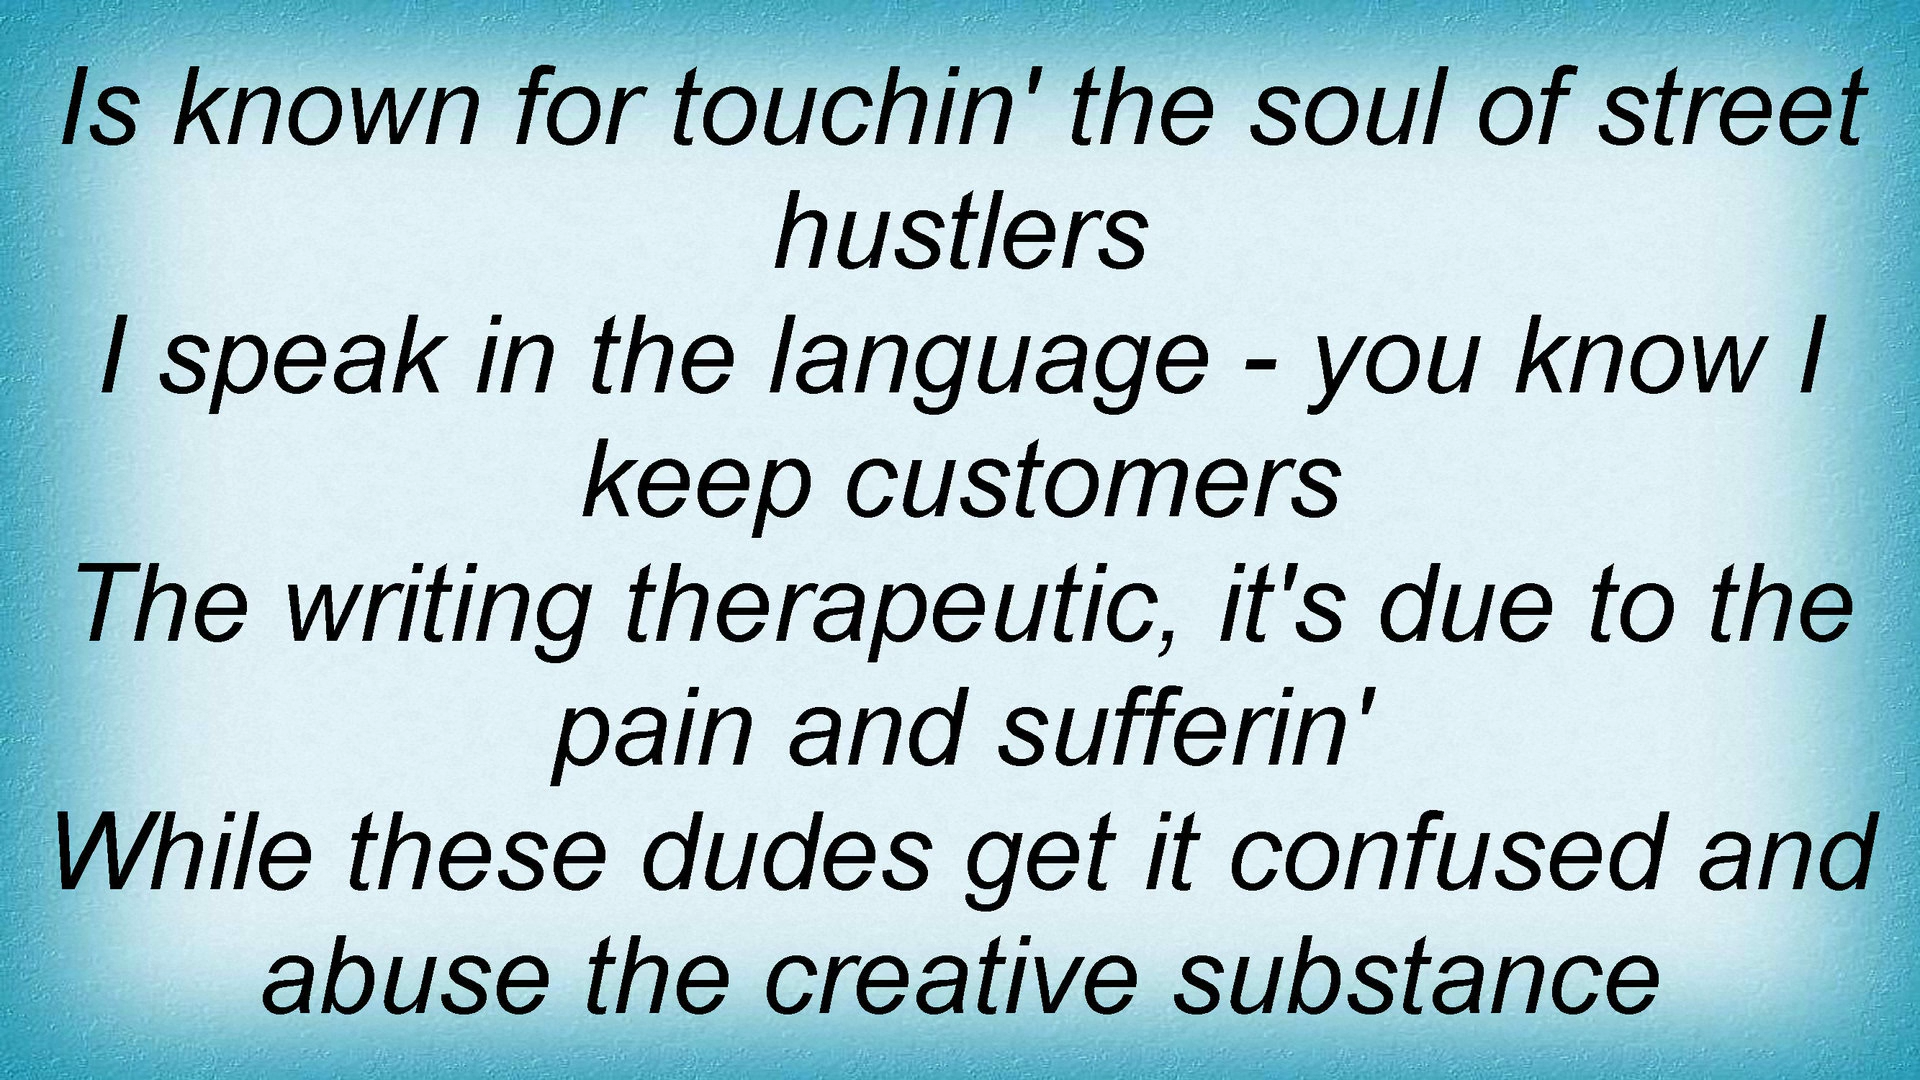 Is known for touchin' the soul of street
hustlers
I speak in the language - you know I
keep customers
The writing therapeutic, it's due to the
pain and sufferin'
While these dudes get it confused and
abuse the creative substance